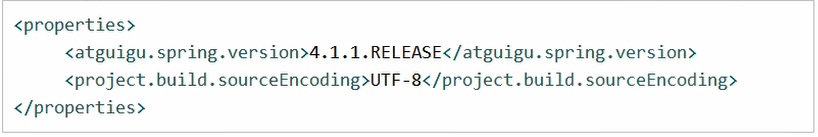 <properties>
    <atguigu.spring.version>4.1.1.RELEASE</atguigu.spring.version>
    <project.build.sourceEncoding>UTF-8</project.build.sourceEncoding>
</properties>